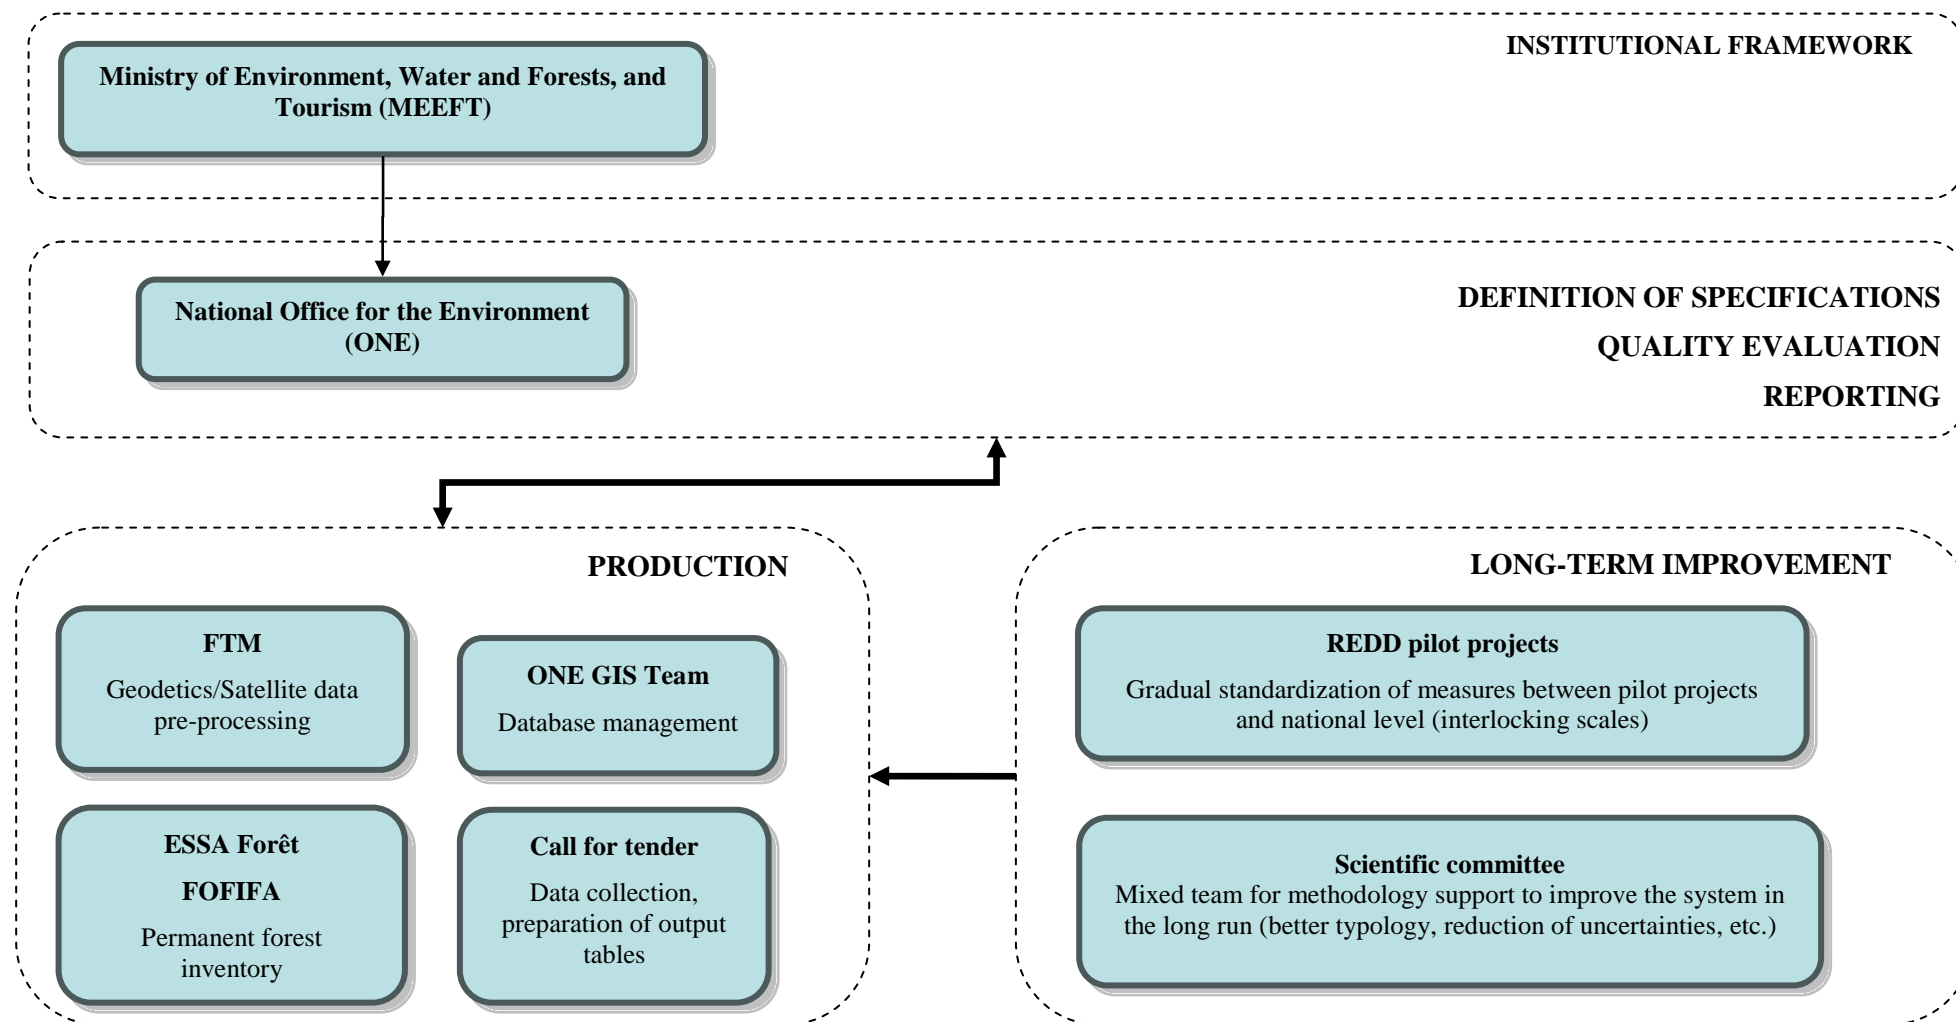 INSTITUTIONAL FRAMEWORK
Ministry of Environment, Water and Forests, and
Tourism (MEEFT)
National Office for the Environment
(ONE)
DEFINITION OF SPECIFICATIONS
QUALITY EVALUATION
REPORTING
PRODUCTION
FTM
Geodetics/Satellite data
pre-processing
ONE GIS Team
Database management
ESSA Forêt
FOFIFA
Permanent forest
inventory
Call for tender
Data collection,
preparation of output
tables
LONG-TERM IMPROVEMENT
REDD pilot projects
Gradual standardization of measures between pilot projects
and national level (interlocking scales)
Scientific committee
Mixed team for methodology support to improve the system in
the long run (better typology, reduction of uncertainties, etc.)